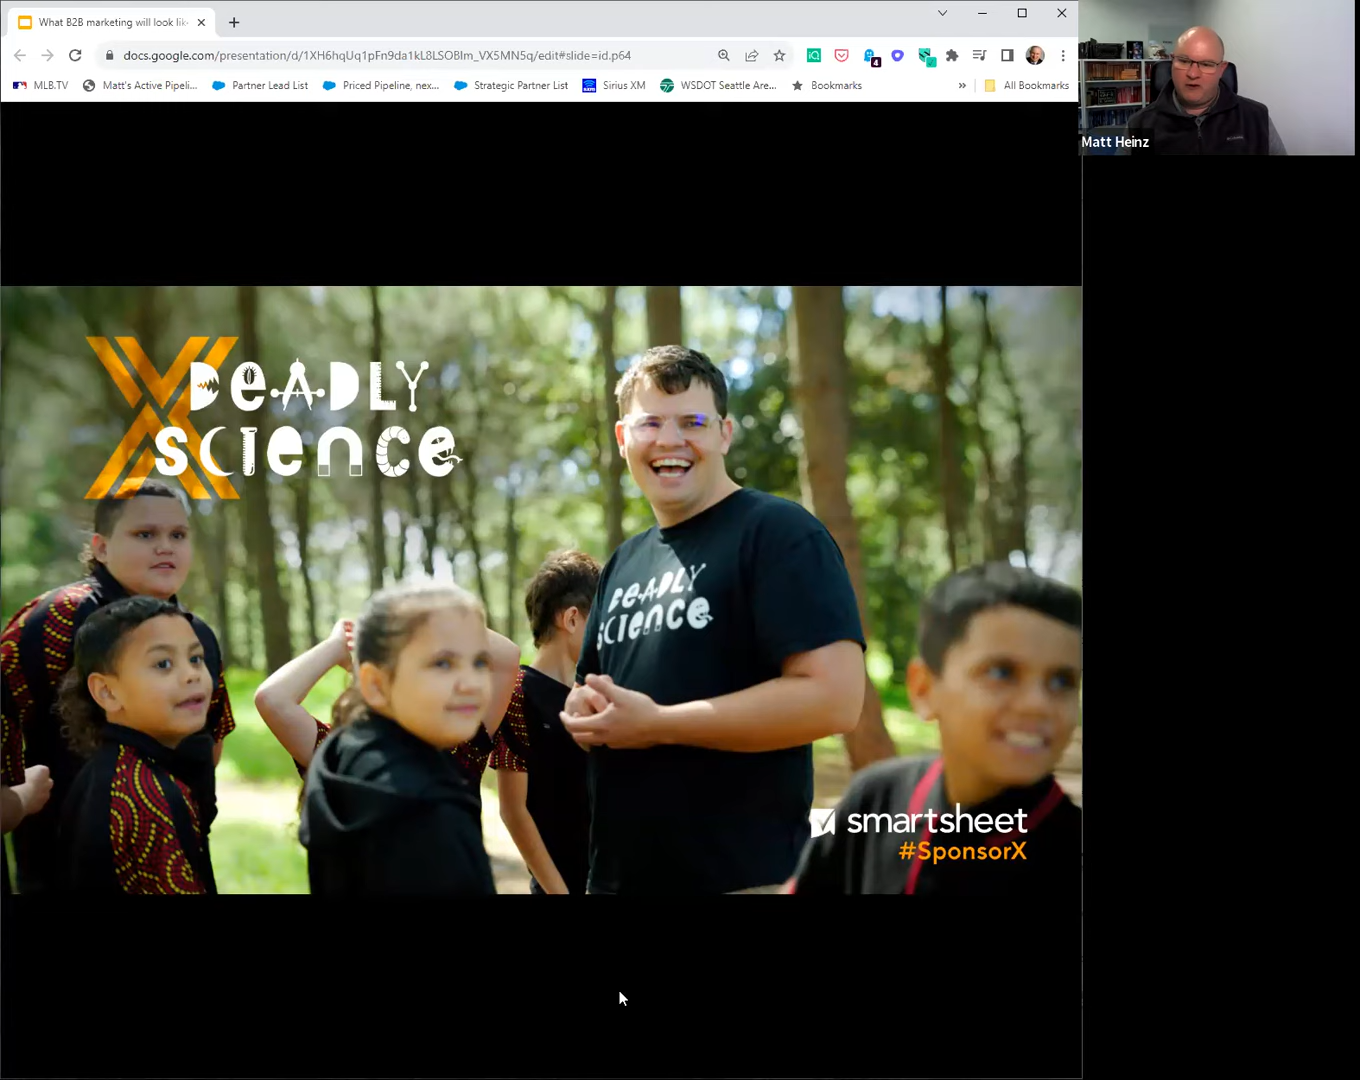 What B2B marketing will look lik
docs.google.com/presentation/d/1XH6hqUq1pFn9da1kL8LSOBlm_VX5MN5q/edit#slide=id.p64
4
MLB.TV
Matt's Active Pipeli...
Partner Lead List
Priced Pipeline, nex...
Strategic Partner List
Sirius XM
WSDOT Seattle Are...
Bookmarks
»
All Bookmarks
Matt Heinz
DEADLY
SCIENCE
DEADLY
SCIENCE
smartsheet
#SponsorX